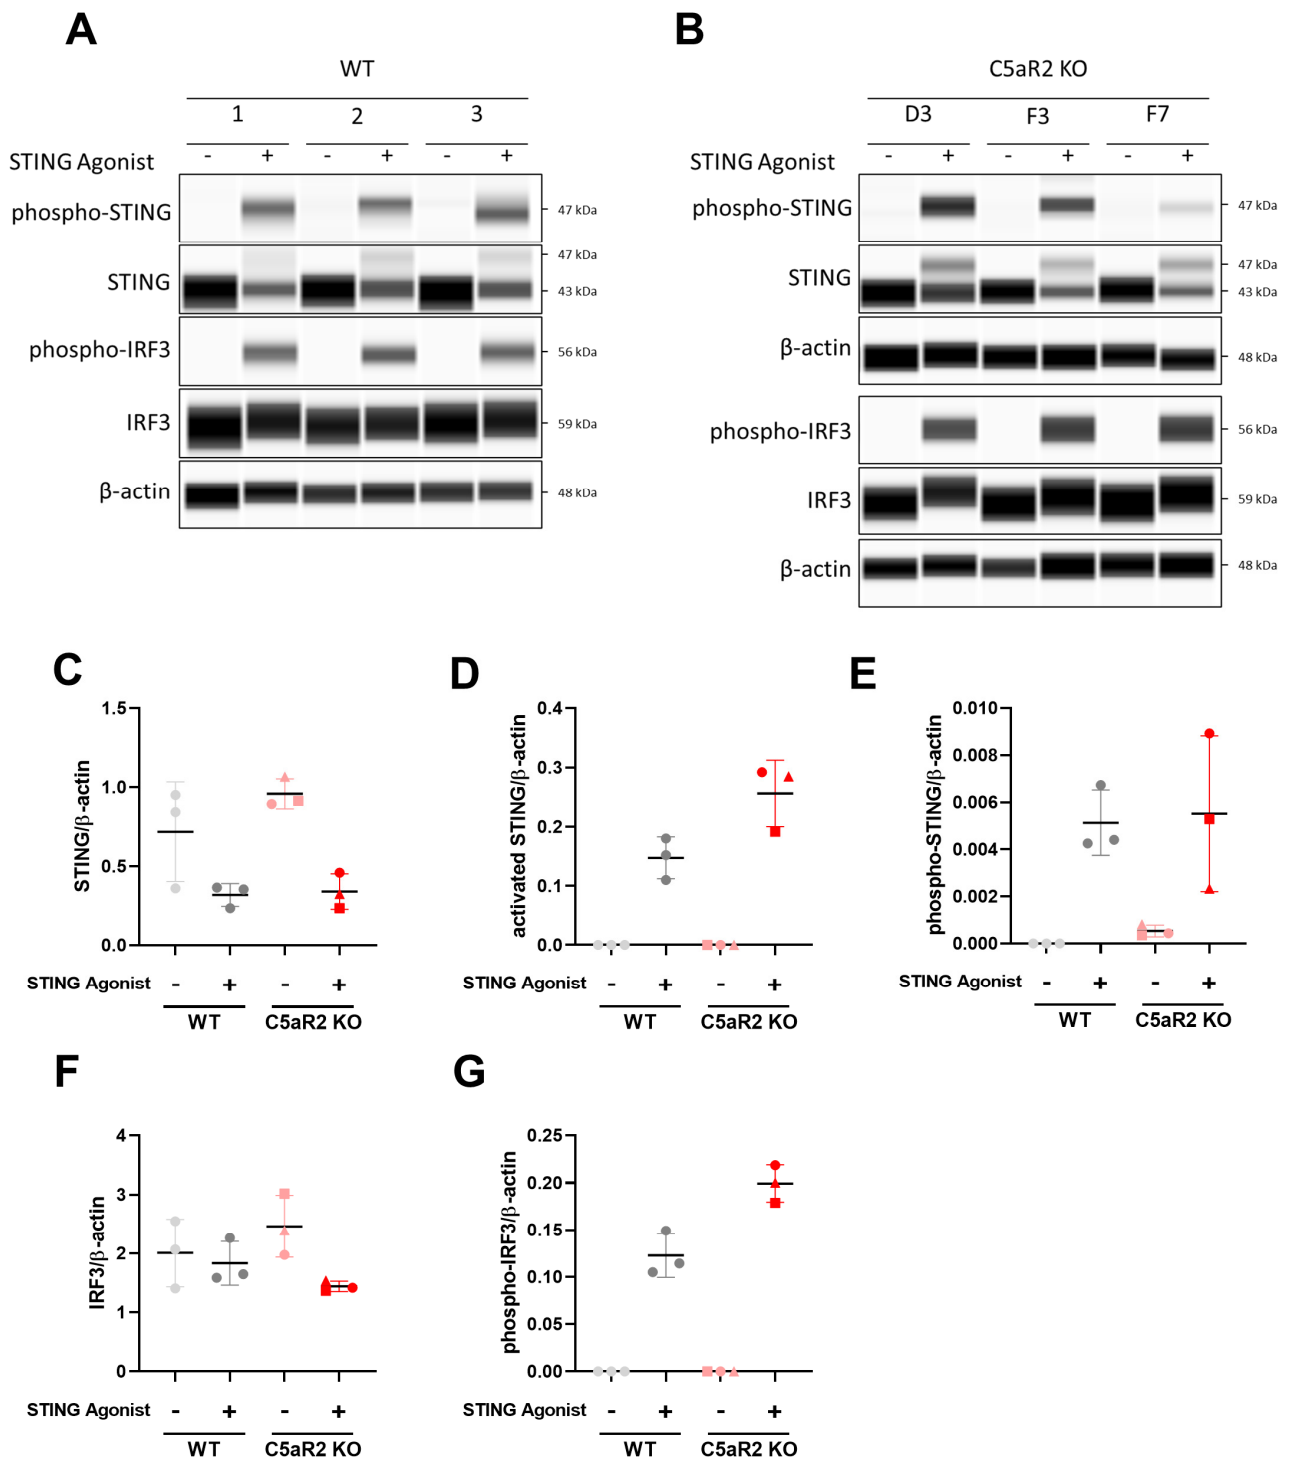 A
WT
1 2 3
STING Agonist - + - + - +
phospho-STING 47 kDa
STING 47 kDa
43 kDa
phospho-IRF3 56 kDa
IRF3 59 kDa
β-actin 48 kDa
B
C5aR2 KO
D3 F3 F7
STING Agonist - + - + - +
phospho-STING 47 kDa
STING 47 kDa
43 kDa
β-actin 48 kDa
phospho-IRF3 56 kDa
IRF3 59 kDa
β-actin 48 kDa
C
STING/β-actin
1.5
1.0
0.5
0.0
STING Agonist - + - +
WT C5aR2 KO
D
activated STING/β-actin
0.4
0.3
0.2
0.1
0.0
STING Agonist - + - +
WT C5aR2 KO
E
phospho-STING/β-actin
0.010
0.008
0.006
0.004
0.002
0.000
STING Agonist - + - +
WT C5aR2 KO
F
IRF3/β-actin
4
3
2
1
0
STING Agonist - + - +
WT C5aR2 KO
G
phospho-IRF3/β-actin
0.25
0.20
0.15
0.10
0.05
0.00
STING Agonist - + - +
WT C5aR2 KO